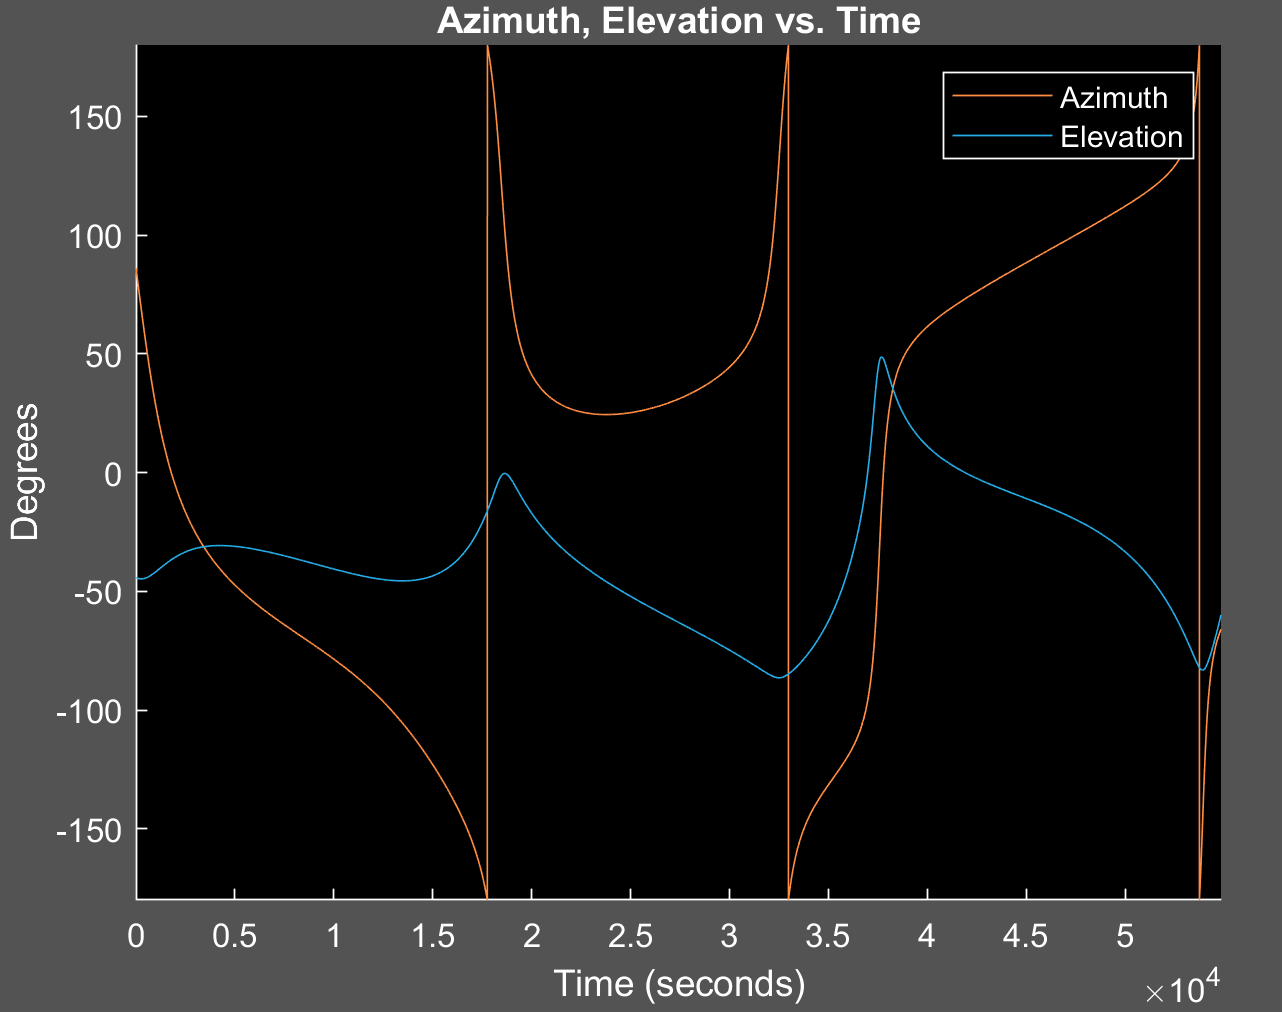 Azimuth, Elevation vs. Time
Azimuth
Elevation
150
100
50
0
-50
-100
-150
Degrees
0 0.5 1 1.5 2 2.5 3 3.5 4 4.5 5
Time (seconds)
×10⁴